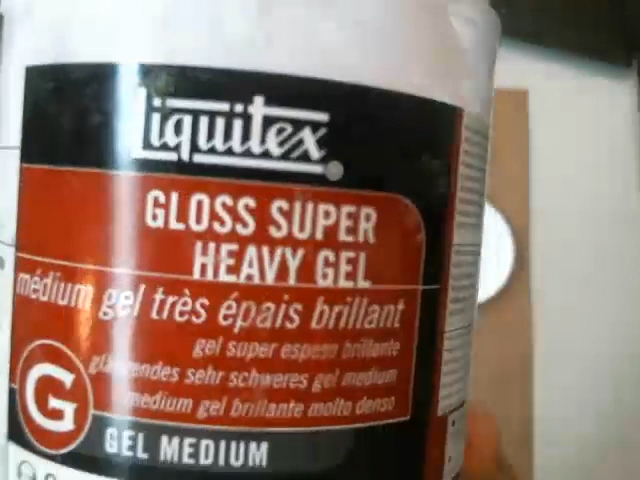 Liquitex
GLOSS SUPER
HEAVY GEL
médium gel très épais brillant
gel super espeso brillante
glänzendes sehr schweres gel medium
medium gel brillante molto denso
G
GEL MEDIUM